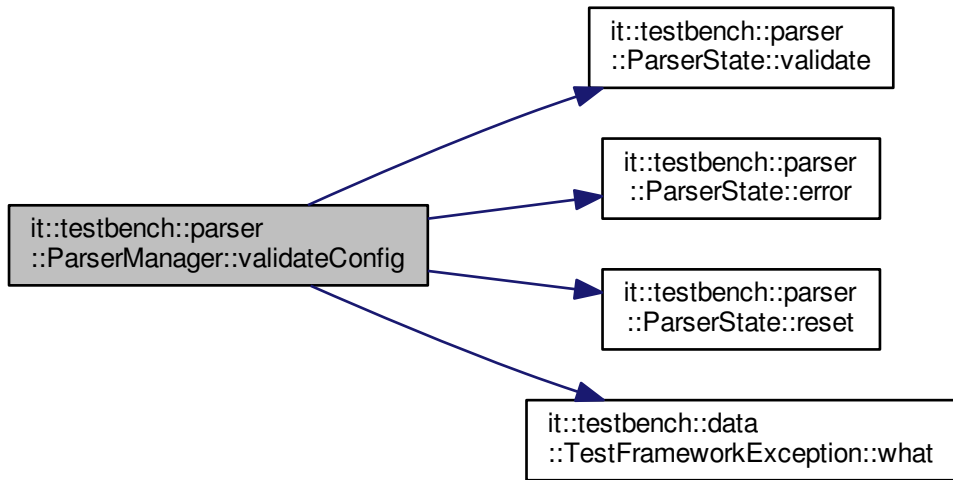 it::testbench::parser
::ParserState::validate
it::testbench::parser
::ParserState::error
it::testbench::parser
::ParserManager::validateConfig
it::testbench::parser
::ParserState::reset
it::testbench::data
::TestFrameworkException::what